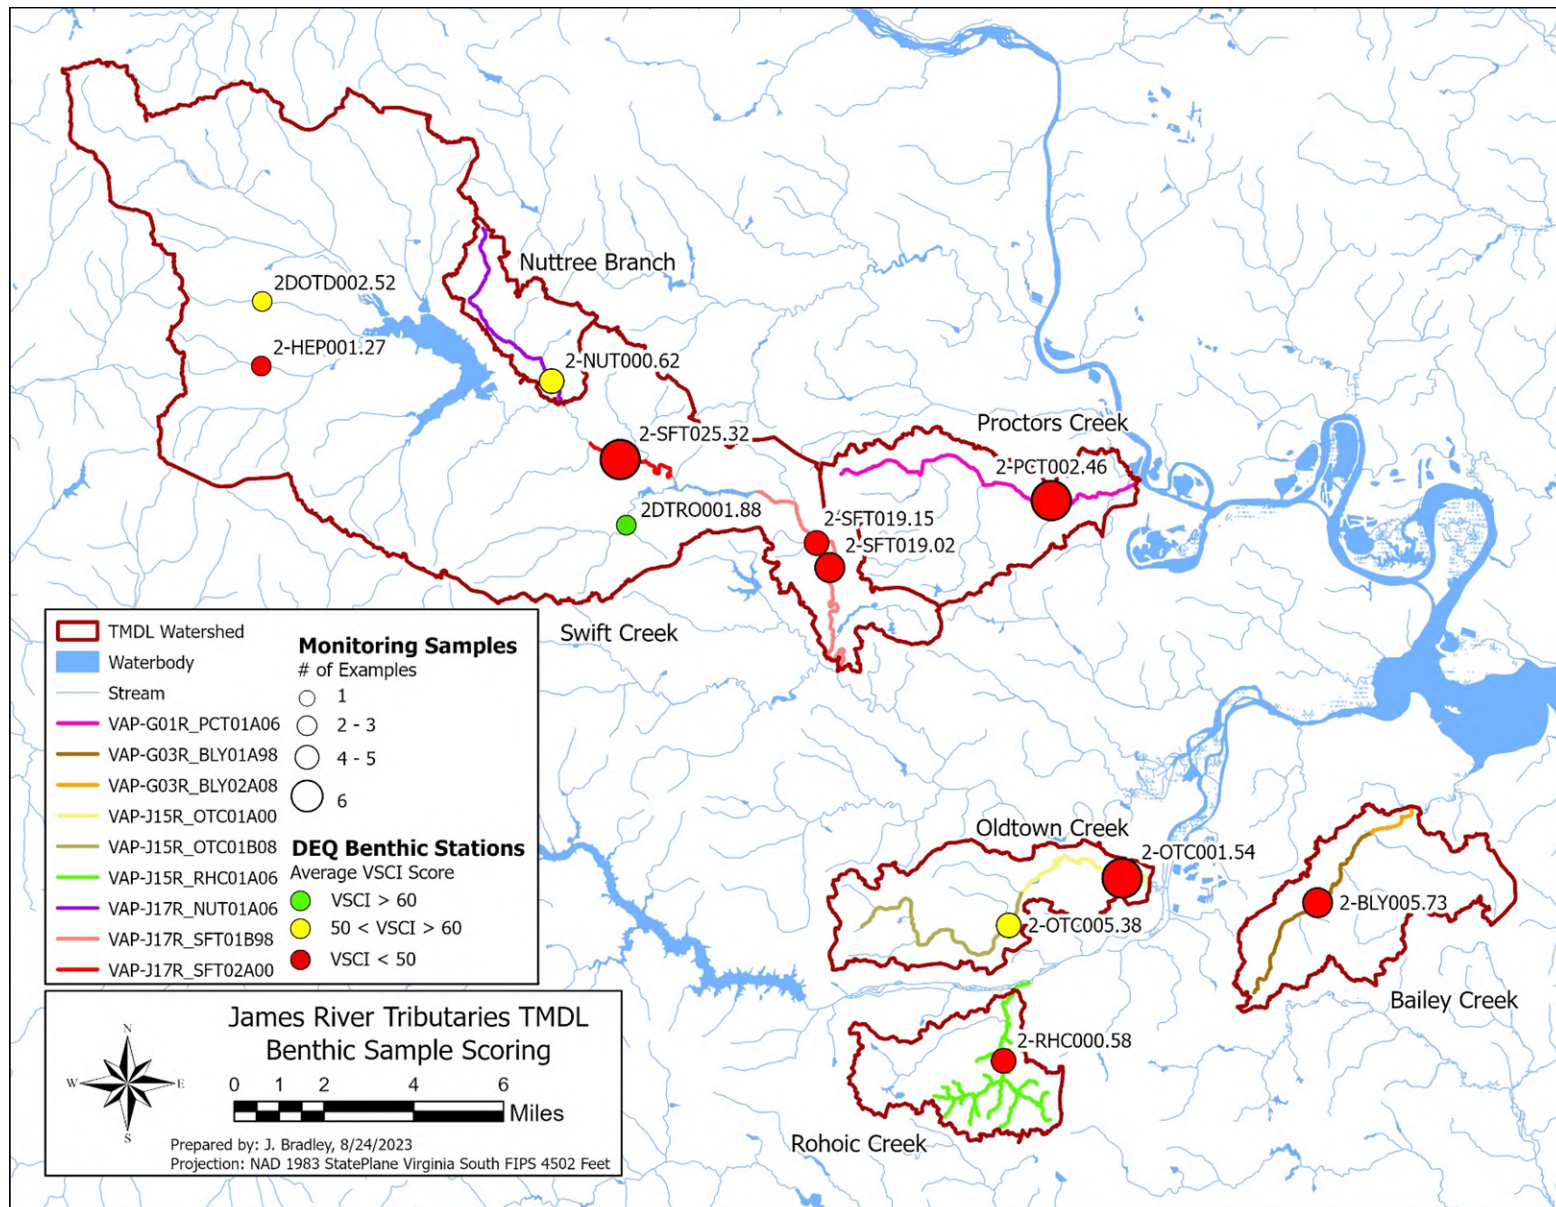 Nuttree Branch
2DOTD002.52
2-HEP001.27
2-NUT000.62
2-SFT025.32
Proctors Creek
2-PCT002.46
2DTRO001.88
2-SFT019.15
2-SFT019.02
Swift Creek
TMDL Watershed
Waterbody
Stream
VAP-G01R_PCT01A06
VAP-G03R_BLY01A98
VAP-G03R_BLY02A08
VAP-J15R_OTC01A00
VAP-J15R_OTC01B08
VAP-J15R_RHC01A06
VAP-J17R_NUT01A06
VAP-J17R_SFT01B98
VAP-J17R_SFT02A00
Monitoring Samples
# of Examples
1
2 - 3
4 - 5
6
DEQ Benthic Stations
Average VSCI Score
VSCI > 60
50 < VSCI > 60
VSCI < 50
Oldtown Creek
2-OTC001.54
2-OTC005.38
2-BLY005.73
Bailey Creek
2-RHC000.58
Rohoic Creek
James River Tributaries TMDL
Benthic Sample Scoring
N
W E
S
0 1 2 4 6
Miles
Prepared by: J. Bradley, 8/24/2023
Projection: NAD 1983 StatePlane Virginia South FIPS 4502 Feet